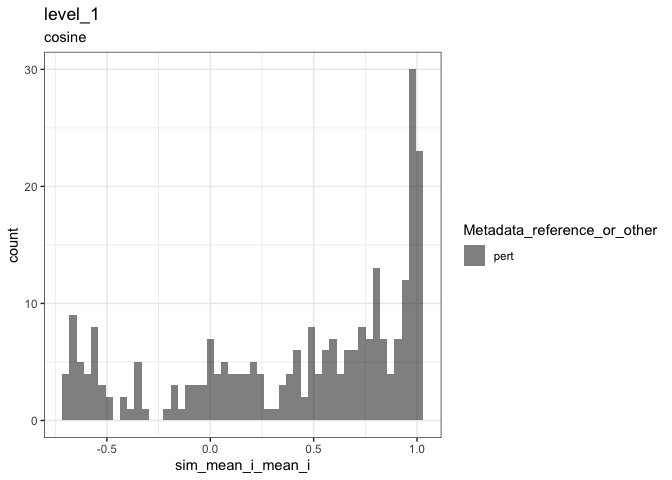 level_1
cosine
30
20
10
0
count
-0.5
0.0
0.5
1.0
sim_mean_i_mean_i
Metadata_reference_or_other
pert